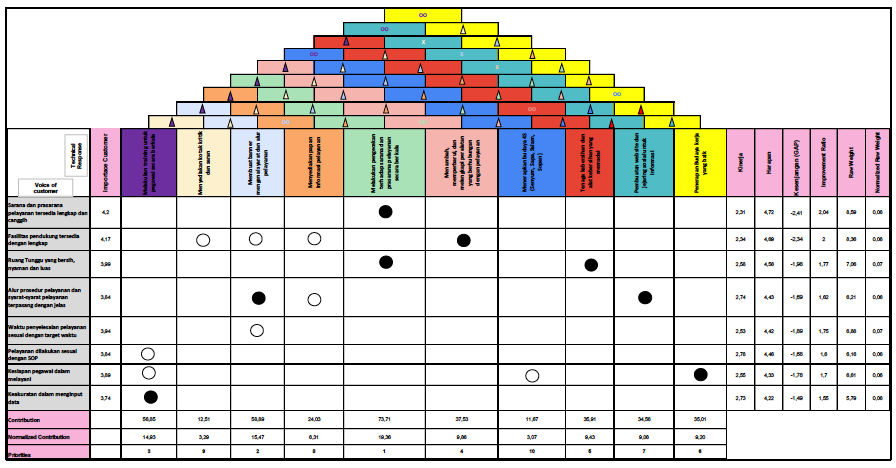 ∞
∞
x
∞
x
x
∞
∞
∞
Technical Response
Voice of customer
Importace Customer
Melakukan training untuk pegawai secara berkala
Menyediakan kotak kritik dan saran
Membuat banner mengenai syarat dan alur pelayanan
Menyediakan papan informasi pelayanan
Melakukan pengecekan terhadap sarana dan prasarana pelayanan secara berkala
Menambah, memperbarui, dan melengkapi peralatan yang berhubungan dengan pelayanan
Menerapkan budaya 4S (Senyum, Sapa, Salam, Sopan)
Tenaga kebersihan dan alat kebersihan yang memadai
Pembuatan website dan jejaring sosial untuk informasi
Penerapan Budaya kerja yang baik
Kinerja
Harapan
Kesenjangan (GAP)
Improvement Ratio
Raw Weight
Normalized Raw Weight
Sarana dan prasarana pelayanan tersedia lengkap dan canggih
4,2
2,31 4,72 -2,41 2,04 8,59 0,08
Fasilitas pendukung tersedia dengan lengkap
4,17
2,34 4,69 -2,34 2 8,36 0,08
Ruang Tunggu yang bersih, nyaman dan luas
3,99
2,58 4,56 -1,98 1,77 7,06 0,07
Alur prosedur pelayanan dan syarat-syarat pelayanan terpasang dengan jelas
3,84
2,74 4,43 -1,69 1,62 6,21 0,06
Waktu penyelesaian pelayanan sesuai dengan target waktu
3,94
2,53 4,42 -1,89 1,75 6,88 0,07
Pelayanan dilakukan sesuai dengan SOP
3,84
2,78 4,46 -1,68 1,6 6,16 0,06
Kesiapan pegawai dalam melayani
3,89
2,55 4,33 -1,78 1,7 6,61 0,06
Keakuratan dalam menginput data
3,74
2,73 4,22 -1,49 1,55 5,79 0,06
Contribution 56,85 12,51 58,89 24,03 73,71 37,53 11,67 35,91 34,58 35,01
Normalized Contribution 14,93 3,29 15,47 6,31 19,36 9,86 3,07 9,43 9,08 9,20
Priorities 3 9 2 8 1 4 10 5 7 6